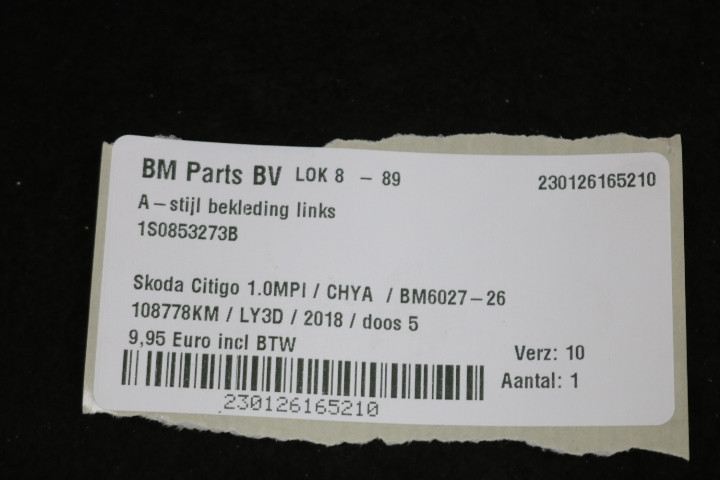 BM Parts BV LOK 8 - 89 230126165210
A-stijl bekleding links
1S0853273B
Skoda Citigo 1.0MPI / CHYA / BM6027-26
108778KM / LY3D / 2018 / doos 5
9,95 Euro incl BTW
Verz: 10
Aantal: 1
230126165210